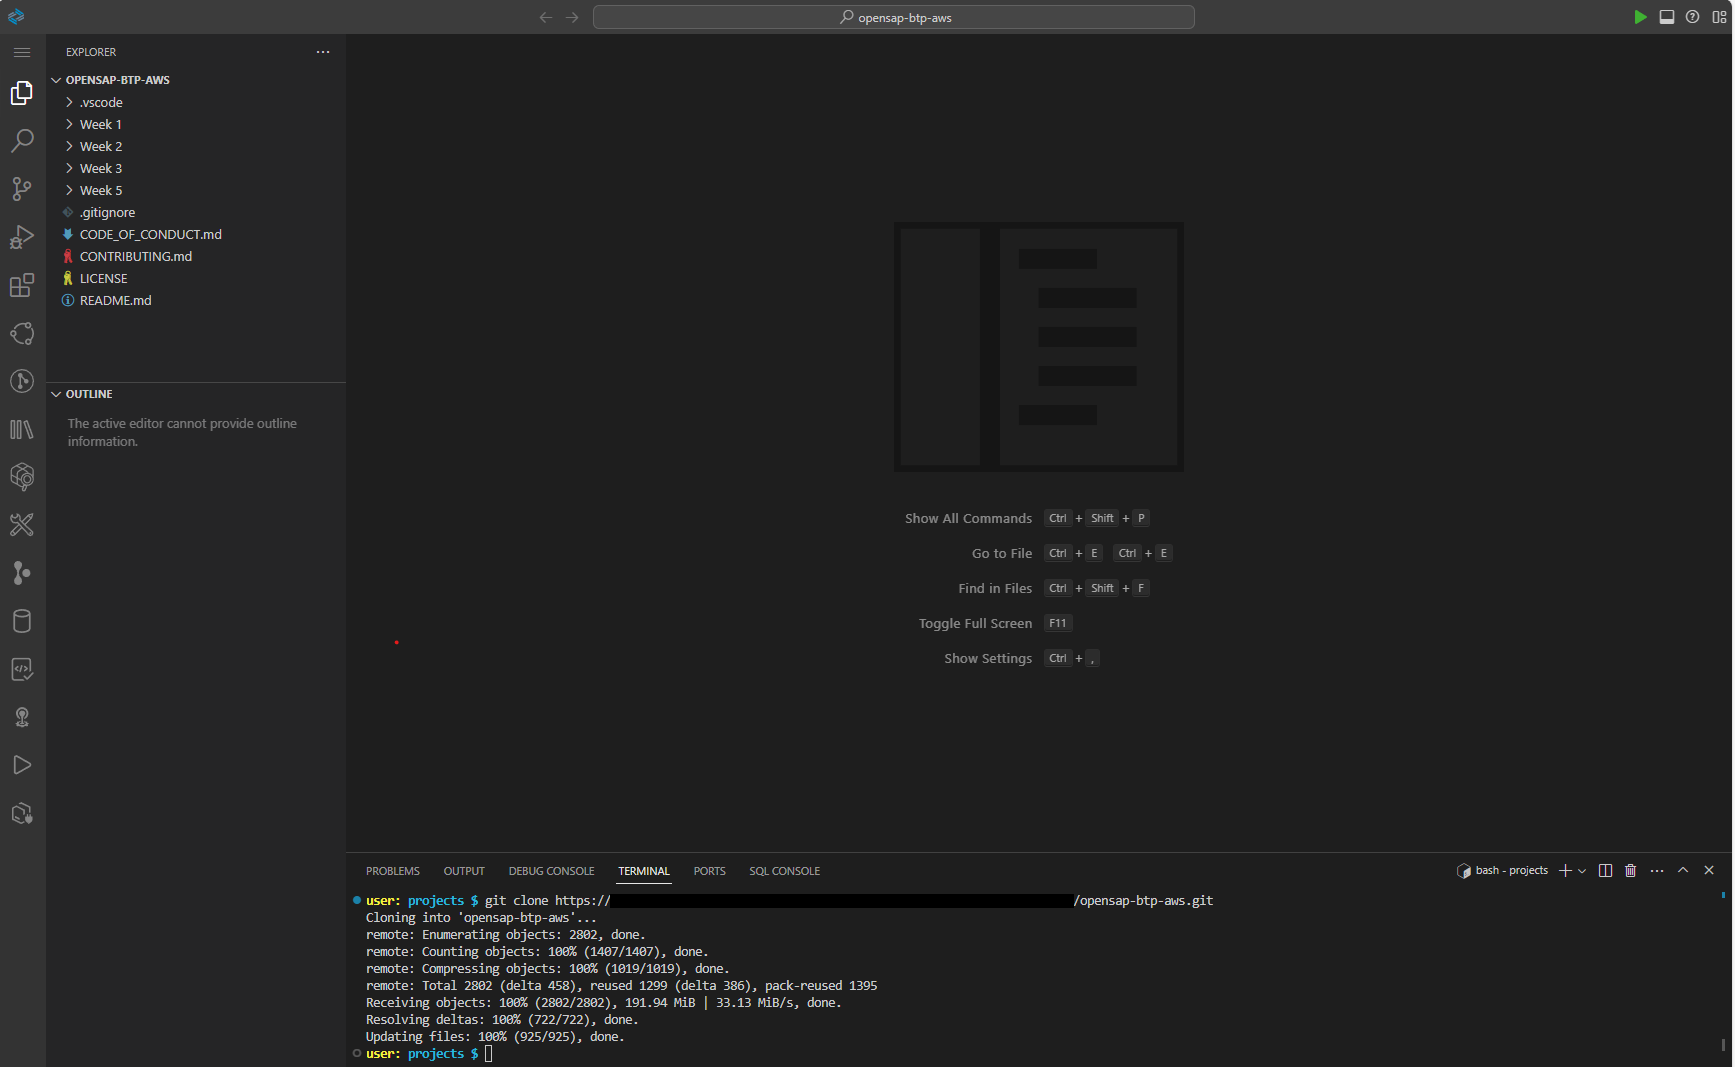 opensap-btp-aws
EXPLORER
OPENSAP-BTP-AWS
.vscode
Week 1
Week 2
Week 3
Week 5
.gitignore
CODE_OF_CONDUCT.md
CONTRIBUTING.md
LICENSE
README.md
OUTLINE
The active editor cannot provide outline
information.
Show All Commands Ctrl + Shift + P
Go to File Ctrl + E Ctrl + E
Find in Files Ctrl + Shift + F
Toggle Full Screen F11
Show Settings Ctrl + ,
PROBLEMS OUTPUT DEBUG CONSOLE TERMINAL PORTS SQL CONSOLE bash - projects
user: projects $ git clone https:// /opensap-btp-aws.git
Cloning into 'opensap-btp-aws'...
remote: Enumerating objects: 2802, done.
remote: Counting objects: 100% (1407/1407), done.
remote: Compressing objects: 100% (1019/1019), done.
remote: Total 2802 (delta 458), reused 1299 (delta 386), pack-reused 1395
Receiving objects: 100% (2802/2802), 191.94 MiB | 33.13 MiB/s, done.
Resolving deltas: 100% (722/722), done.
Updating files: 100% (925/925), done.
user: projects $